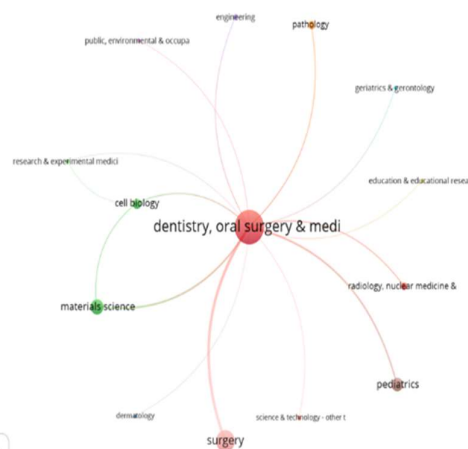 engineering
pathology
public, environmental & occupa
geriatrics & gerontology
research & experimental medici
education & educational resea
cell biology
dentistry, oral surgery & medi
radiology, nuclear medicine &
materials science
pediatrics
dermatology
science & technology - other t
surgery